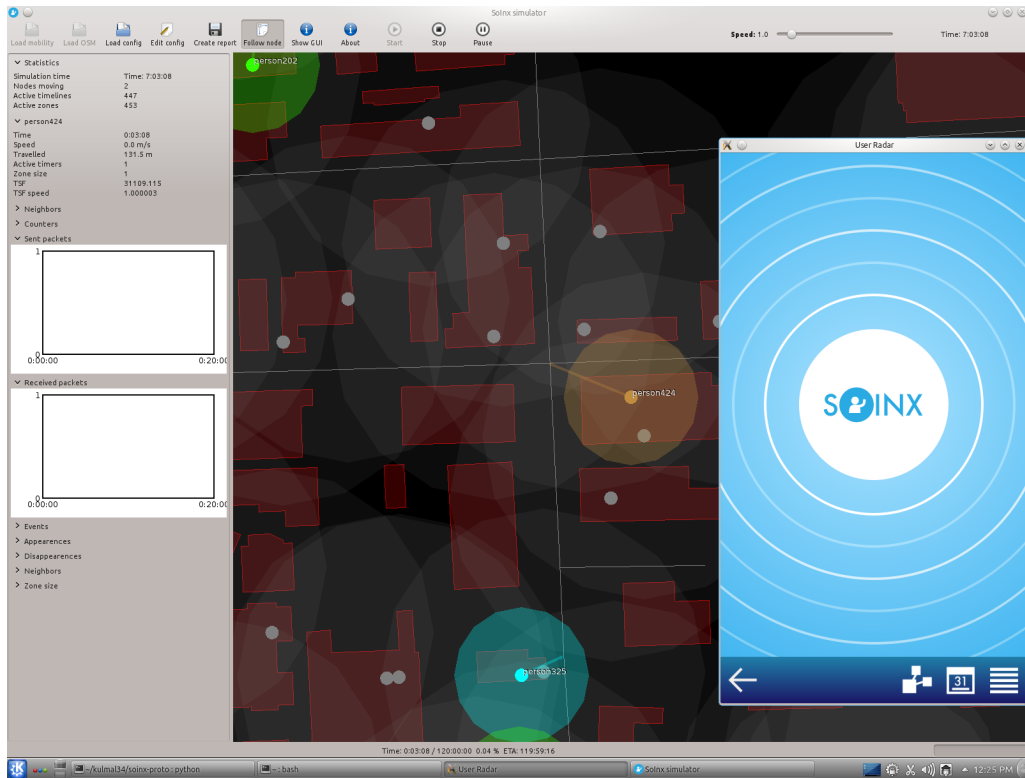 Soinx simulator
Load mobility
Load OSM
Load config
Edit config
Create report
Follow node
Show GUI
About
Start
Stop
Pause
Speed: 1.0
Time: 7:03:08
Statistics
Simulation time Time: 7:03:08
Nodes moving 2
Active timelines 447
Active zones 453
person424
Time 0:03:08
Speed 0.0 m/s
Travelled 131.5 m
Active timers 1
Zone size 1
TSF 31109.115
TSF speed 1.000003
Neighbors
Counters
Sent packets
1
0
0:00:00 0:20:00
Received packets
1
0
0:00:00 0:20:00
Events
Appearences
Disappearences
Neighbors
Zone size
person202
person424
person325
User Radar
SOINX
31
Time: 0:03:08 / 120:00:00 0.04 % ETA: 119:59:16
~/kulmal34/soinx-proto : python
~ : bash
User Radar
Soinx simulator
12:25 PM